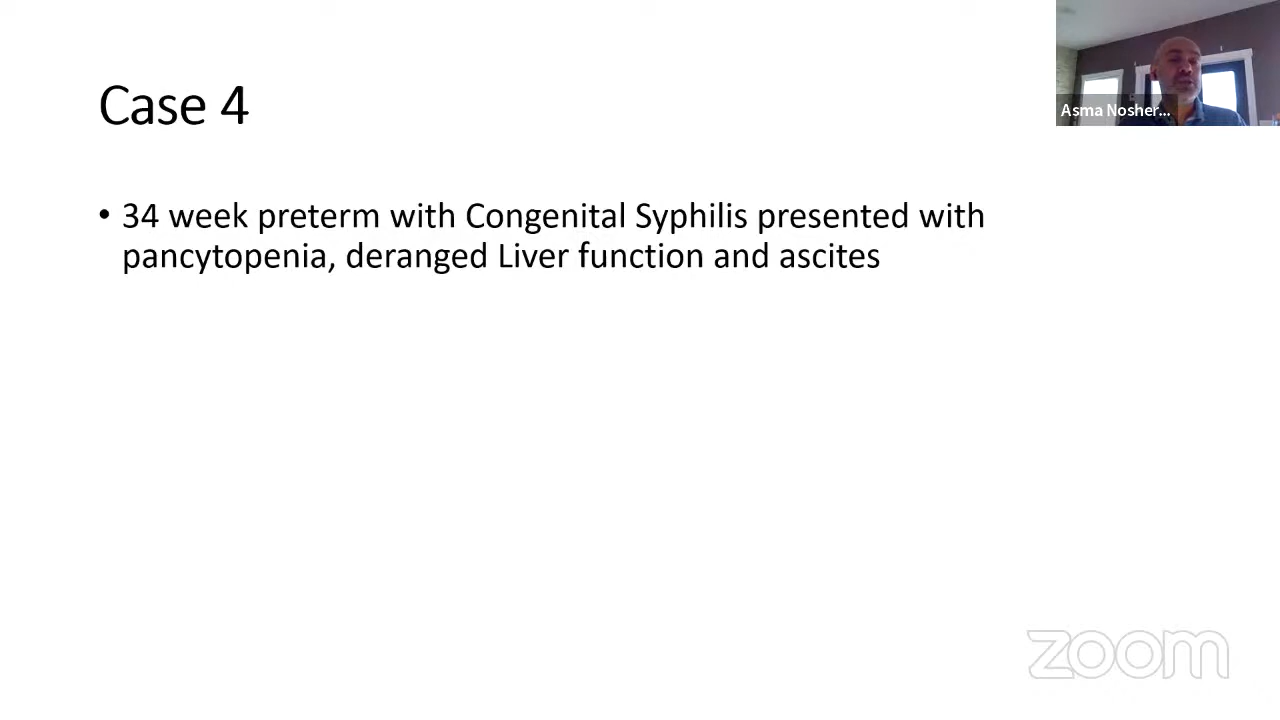 Case 4
Asma Nosher...
• 34 week preterm with Congenital Syphilis presented with
pancytopenia, deranged Liver function and ascites
zoom